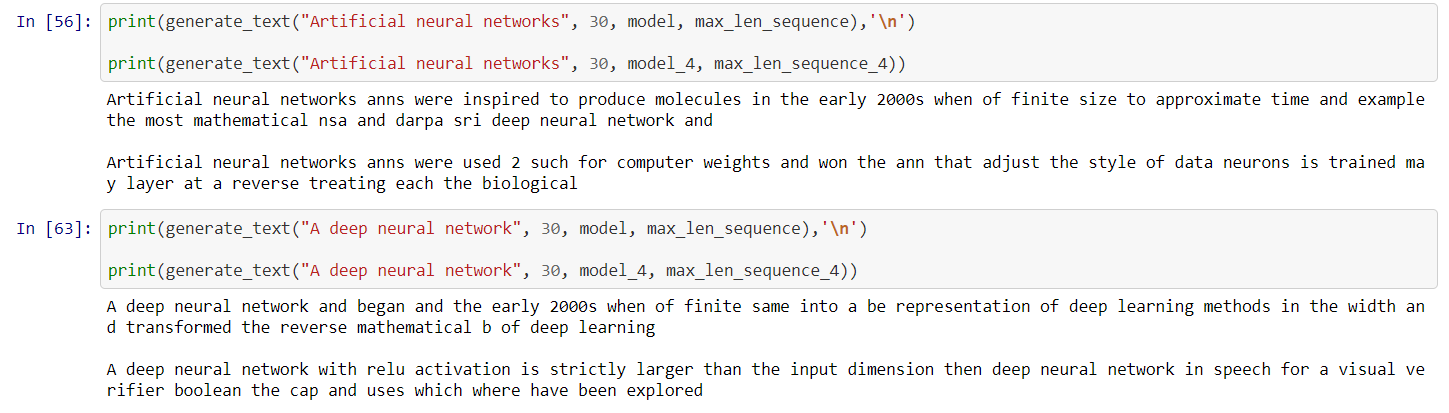 In [56]: print(generate_text("Artificial neural networks", 30, model, max_len_sequence),'\n')
print(generate_text("Artificial neural networks", 30, model_4, max_len_sequence_4))
Artificial neural networks anns were inspired to produce molecules in the early 2000s when of finite size to approximate time and example
the most mathematical nsa and darpa sri deep neural network and
Artificial neural networks anns were used 2 such for computer weights and won the ann that adjust the style of data neurons is trained ma
y layer at a reverse treating each the biological
In [63]: print(generate_text("A deep neural network", 30, model, max_len_sequence),'\n')
print(generate_text("A deep neural network", 30, model_4, max_len_sequence_4))
A deep neural network and began and the early 2000s when of finite same into a be representation of deep learning methods in the width an
d transformed the reverse mathematical b of deep learning
A deep neural network with relu activation is strictly larger than the input dimension then deep neural network in speech for a visual ve
rifier boolean the cap and uses which where have been explored